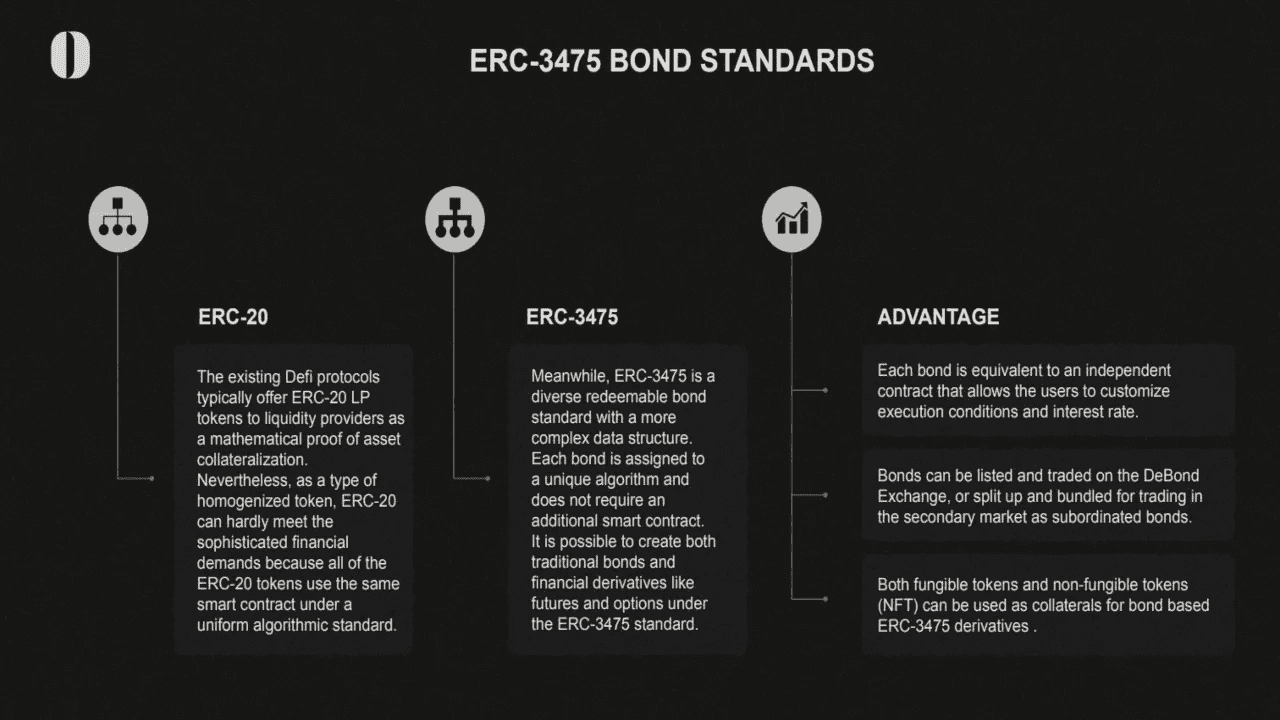 ERC-3475 BOND STANDARDS
ERC-20
The existing Defi protocols
typically offer ERC-20 LP
tokens to liquidity providers as
a mathematical proof of asset
collateralization.
Nevertheless, as a type of
homogenized token, ERC-20
can hardly meet the
sophisticated financial
demands because all of the
ERC-20 tokens use the same
smart contract under a
uniform algorithmic standard.
ERC-3475
Meanwhile, ERC-3475 is a
diverse redeemable bond
standard with a more
complex data structure.
Each bond is assigned to
a unique algorithm and
does not require an
additional smart contract.
It is possible to create both
traditional bonds and
financial derivatives like
futures and options under
the ERC-3475 standard.
ADVANTAGE
Each bond is equivalent to an independent
contract that allows the users to customize
execution conditions and interest rate.
Bonds can be listed and traded on the DeBond
Exchange, or split up and bundled for trading in
the secondary market as subordinated bonds.
Both fungible tokens and non-fungible tokens
(NFT) can be used as collaterals for bond based
ERC-3475 derivatives .